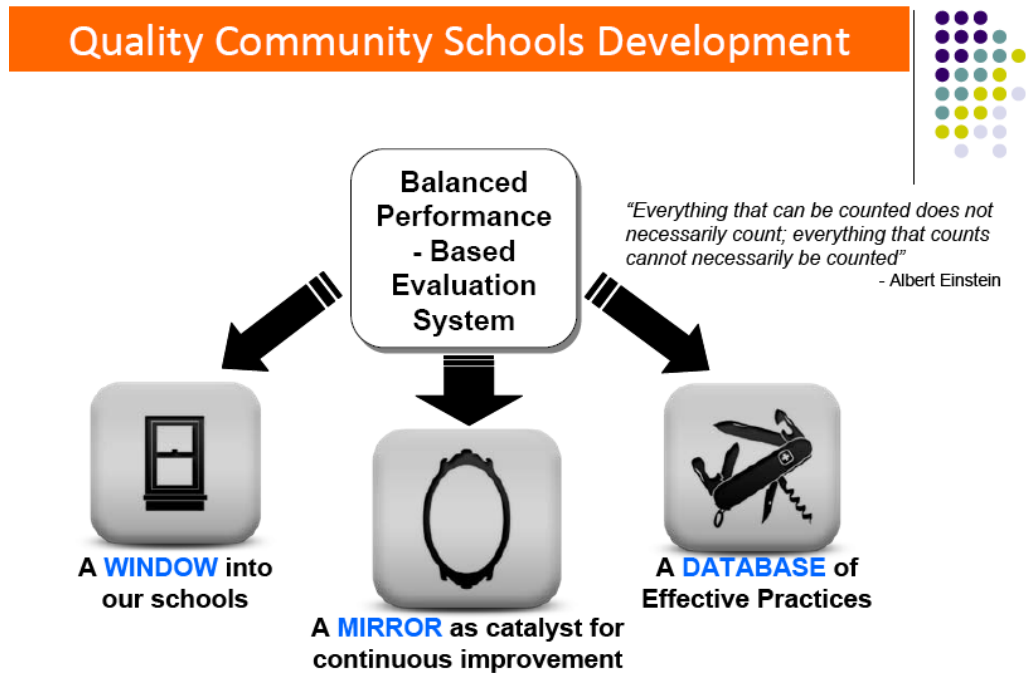 Quality Community Schools Development
Balanced
Performance
- Based
Evaluation
System
“Everything that can be counted does not
necessarily count; everything that counts
cannot necessarily be counted”
- Albert Einstein
A WINDOW into
our schools
A MIRROR as catalyst for
continuous improvement
A DATABASE of
Effective Practices